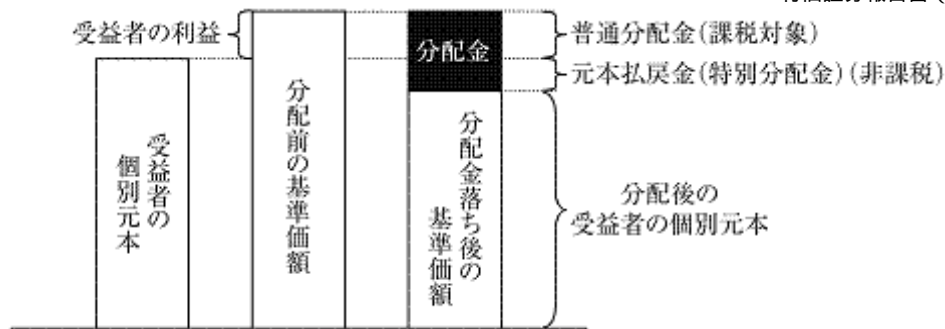 受益者の利益
分配金
普通分配金(課税対象)
元本払戻金(特別分配金)(非課税)
受益者の
個別元本
分配前の基準価額
分配金落ち後の
基準価額
分配後の
受益者の個別元本